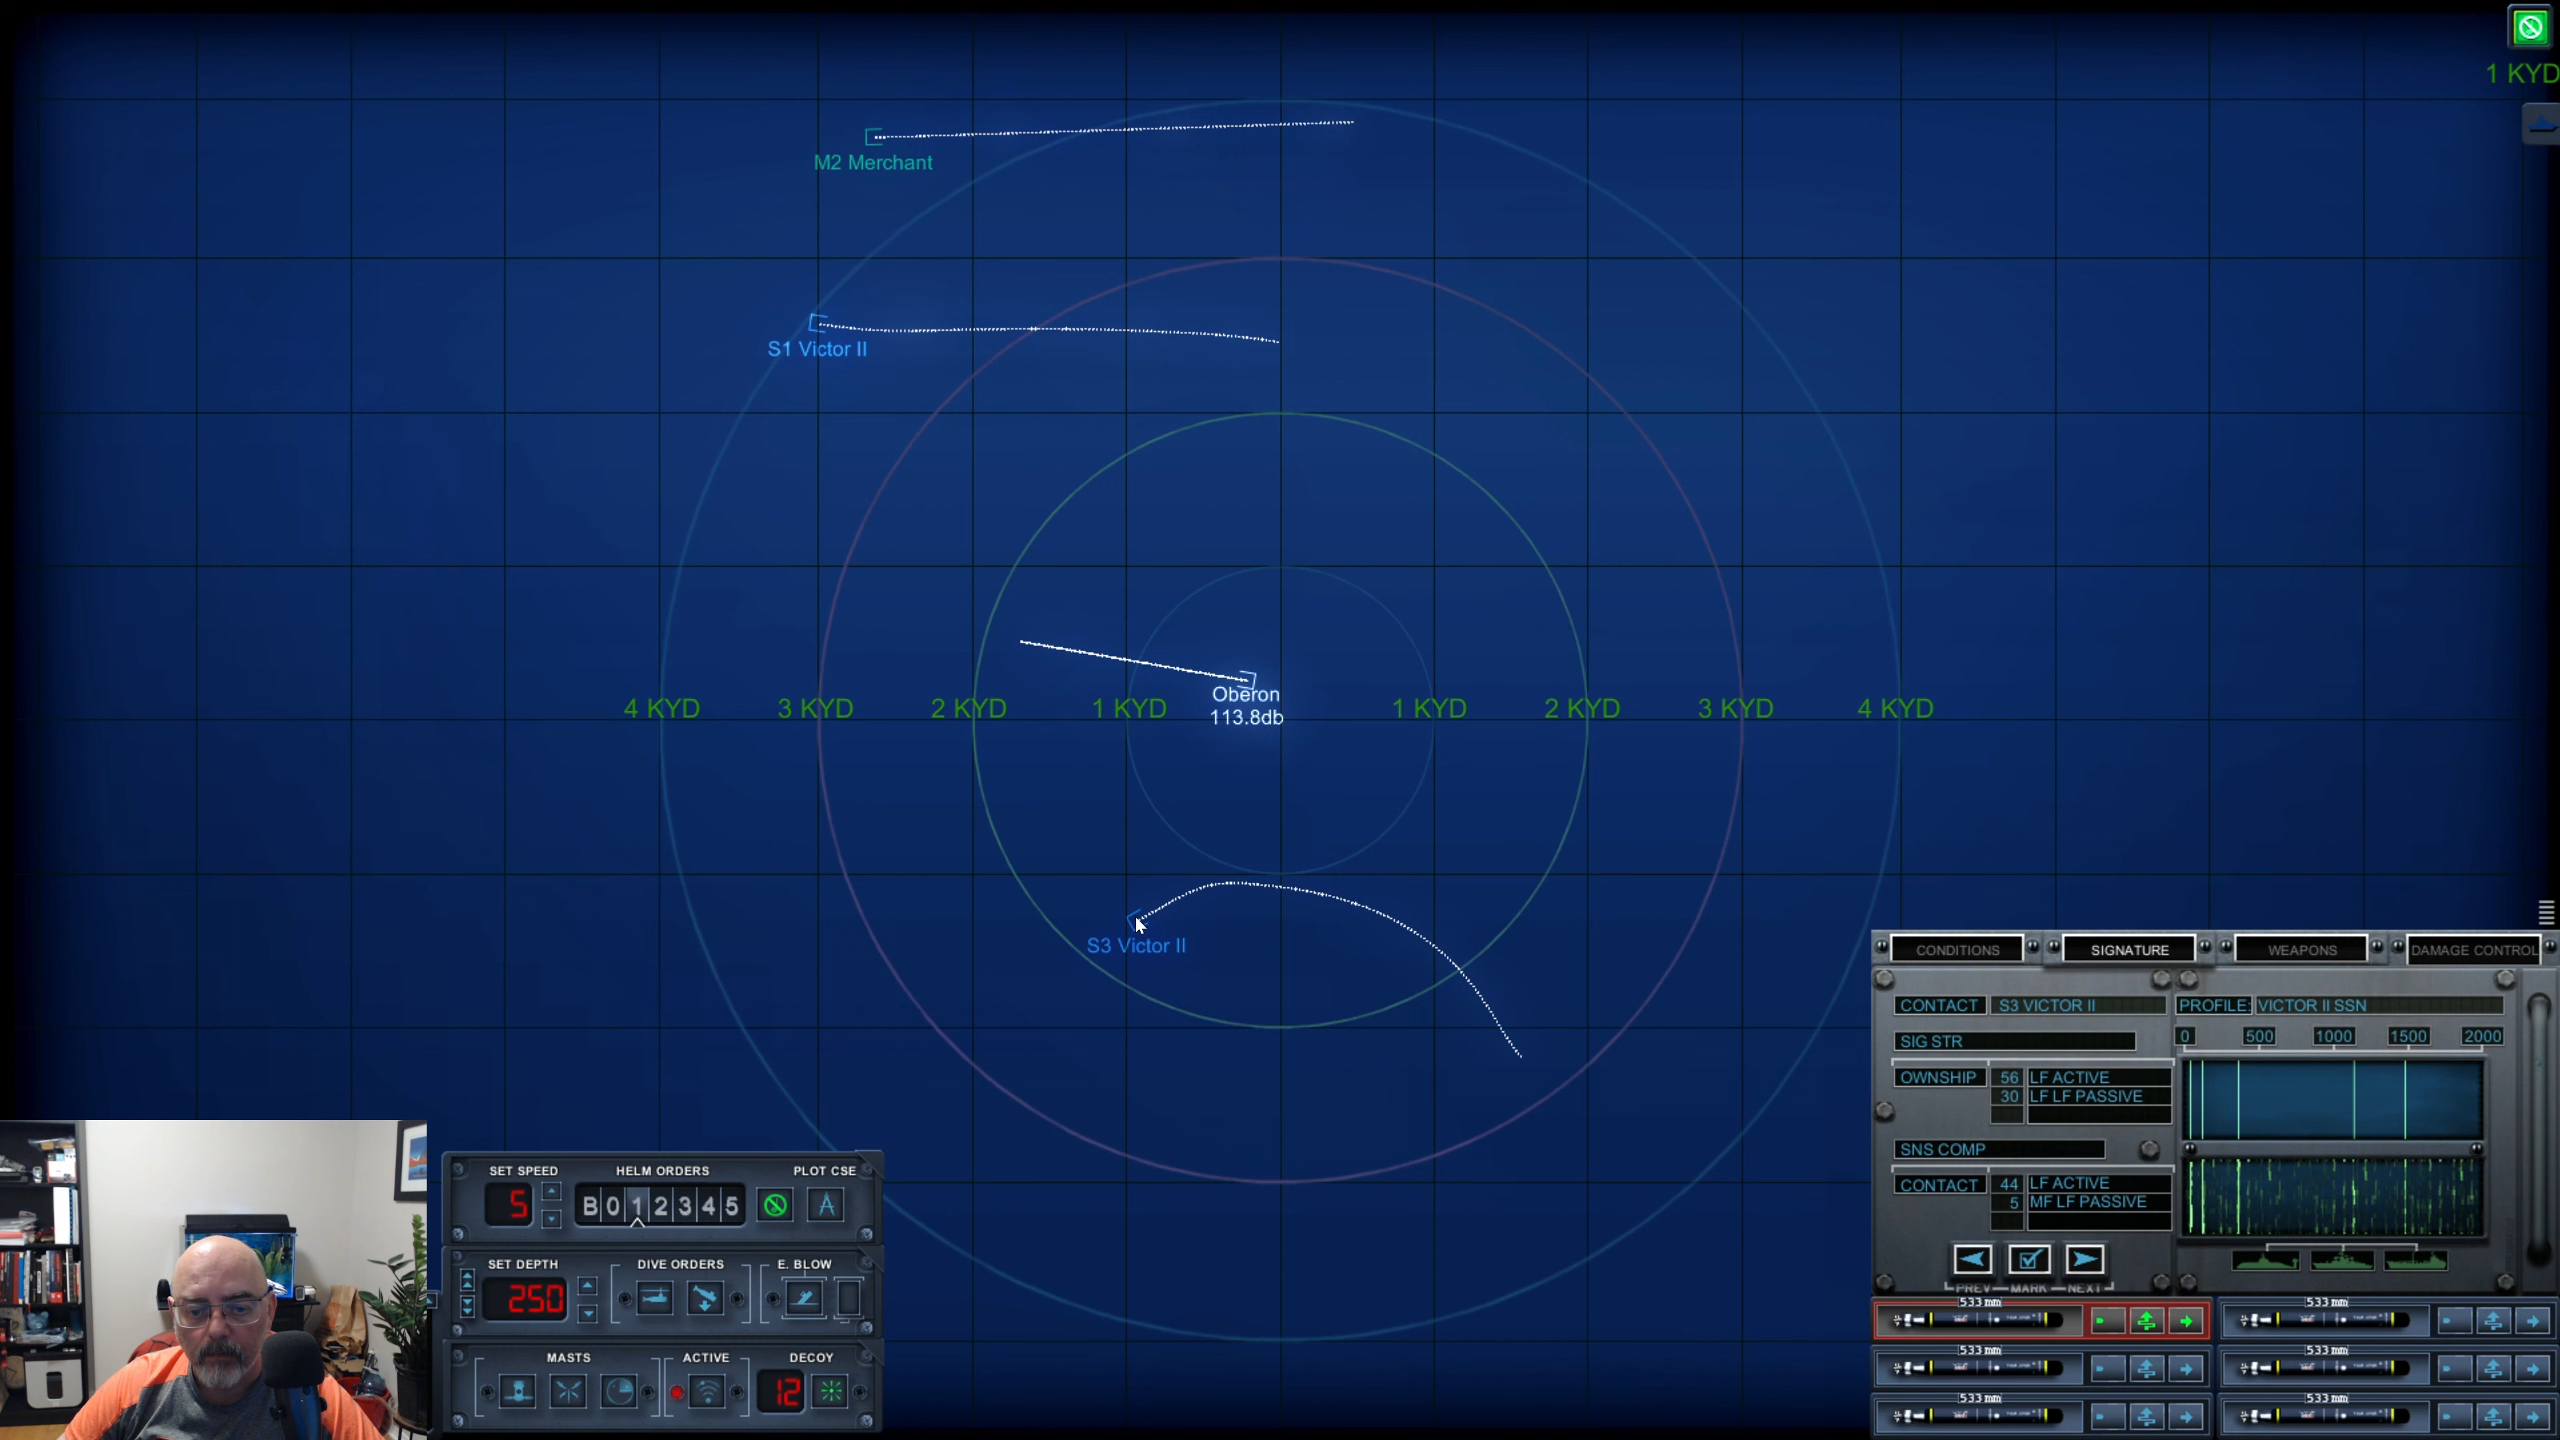 1 KYD
M2 Merchant
S1 Victor II
Oberon
113.8db
4 KYD 3 KYD 2 KYD 1 KYD 1 KYD 2 KYD 3 KYD 4 KYD
S3 Victor II
CONDITIONS SIGNATURE WEAPONS DAMAGE CONTROL
CONTACT S3 VICTOR II PROFILE: VICTOR II SSN
SIG STR 0 500 1000 1500 2000
OWNSHIP 56 LF ACTIVE
30 LF LF PASSIVE
SNS COMP
CONTACT 44 LF ACTIVE
5 MF LF PASSIVE
PREV MARK NEXT
533 mm 533 mm
533 mm 533 mm
533 mm 533 mm
SET SPEED HELM ORDERS PLOT CSE
5 B 0 1 2 3 4 5
SET DEPTH DIVE ORDERS E. BLOW
250
MASTS ACTIVE DECOY
12